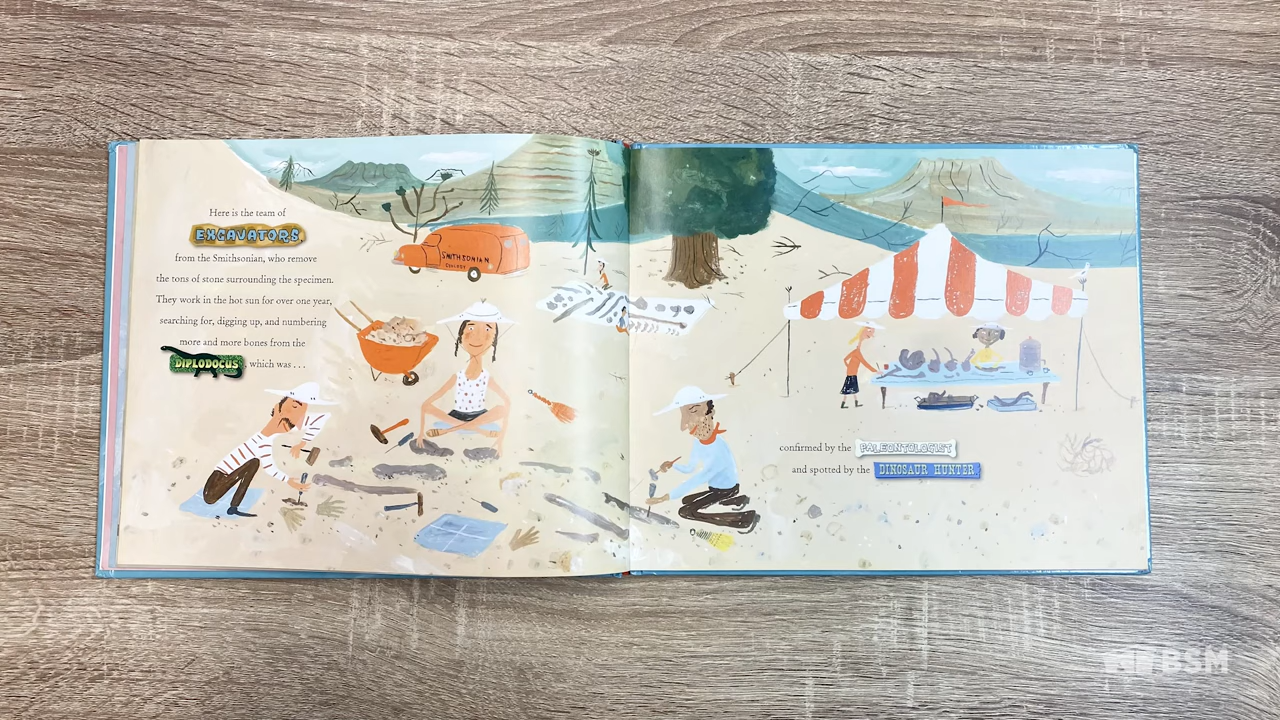 Here is the team of
EXCAVATORS
from the Smithsonian, who remove
the tons of stone surrounding the specimen.
They work in the hot sun for over one year,
searching for, digging up, and numbering
more and more bones from the
DIPLODOCUS, which was . . .
SMITHSONIAN
GEOLOGY
confirmed by the PALEONTOLOGIST
and spotted by the DINOSAUR HUNTER.
BSM